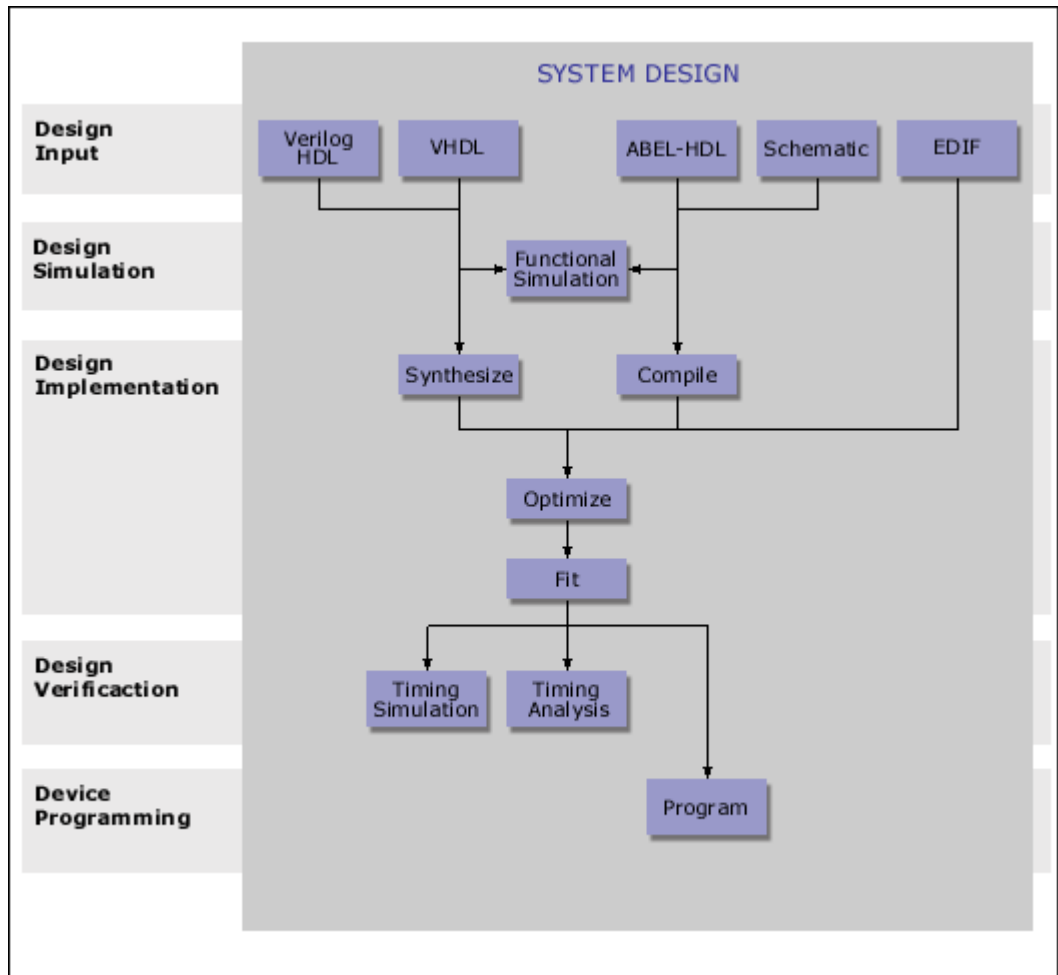 SYSTEM DESIGN
Design
Input
Verilog
HDL
VHDL
ABEL-HDL
Schematic
EDIF
Design
Simulation
Functional
Simulation
Design
Implementation
Synthesize
Compile
Optimize
Fit
Design
Verificaction
Timing
Simulation
Timing
Analysis
Device
Programming
Program